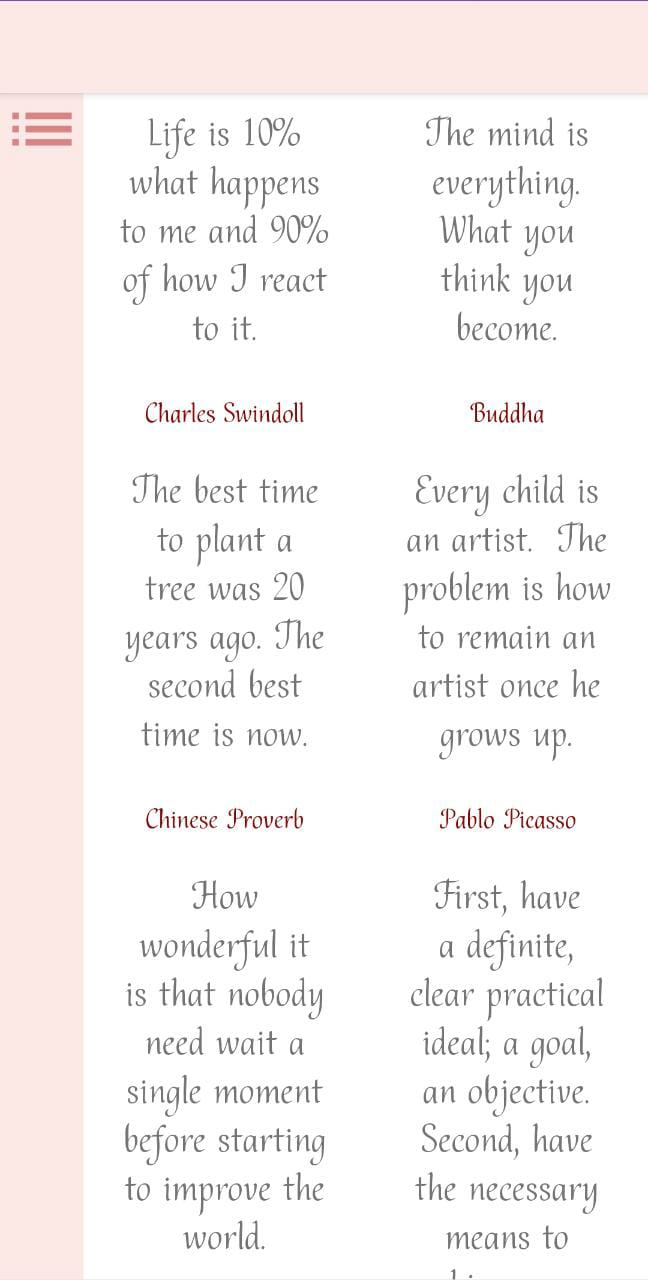 Life is 10%
what happens
to me and 90%
of how I react
to it.
Charles Swindoll
The best time
to plant a
tree was 20
years ago. The
second best
time is now.
Chinese Proverb
How
wonderful it
is that nobody
need wait a
single moment
before starting
to improve the
world.
The mind is
everything.
What you
think you
become.
Buddha
Every child is
an artist.  The
problem is how
to remain an
artist once he
grows up.
Pablo Picasso
First, have
a definite,
clear practical
ideal; a goal,
an objective.
Second, have
the necessary
means to